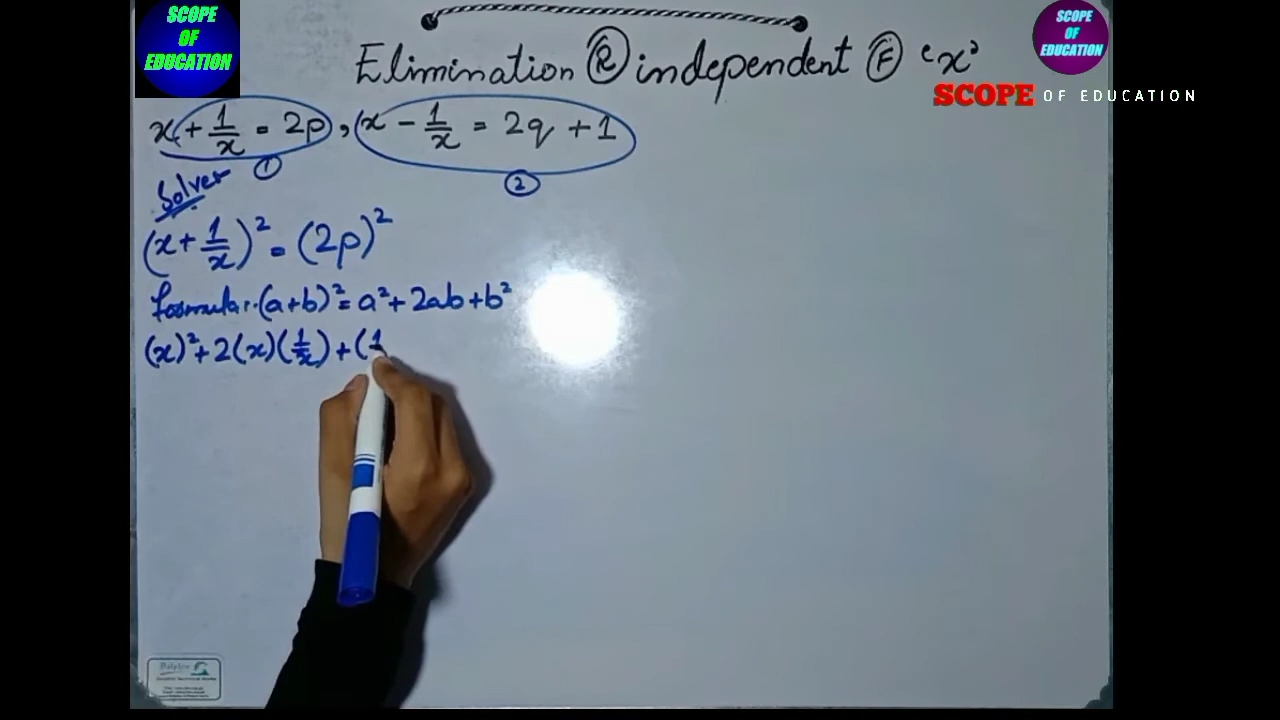 SCOPE
OF
EDUCATION
SCOPE
OF
EDUCATION
Elimination (R) independent (F) 'x'
SCOPE OF EDUCATION
x + 1/x = 2p, x - 1/x = 2q + 1
① ②
Solve:
(x + 1/x)² = (2p)²
formula:. (a+b)² = a² + 2ab + b²
(x)² + 2(x)(1/x) + (1
Dolphin